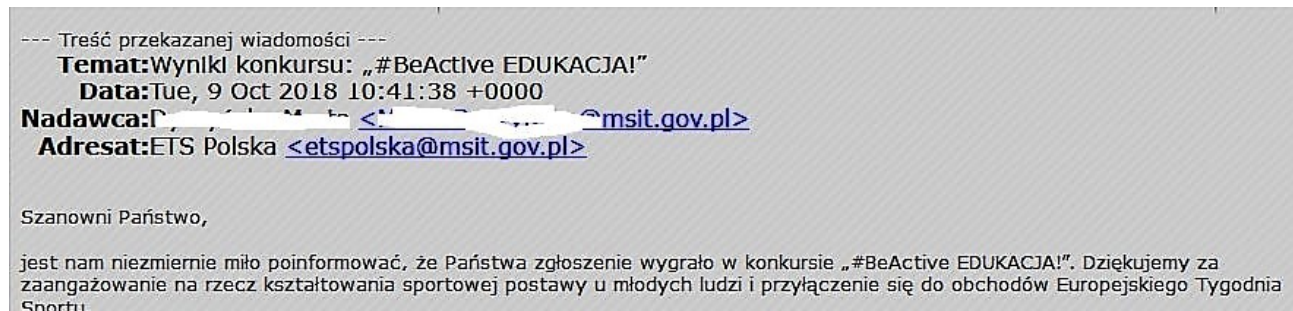 --- Treść przekazanej wiadomości ---
Temat:Wyniki konkursu: „#BeActive EDUKACJA!”
Data:Tue, 9 Oct 2018 10:41:38 +0000
Nadawca: @msit.gov.pl>
Adresat:ETS Polska <etspolska@msit.gov.pl>
Szanowni Państwo,
jest nam niezmiernie miło poinformować, że Państwa zgłoszenie wygrało w konkursie „#BeActive EDUKACJA!”. Dziękujemy za
zaangażowanie na rzecz kształtowania sportowej postawy u młodych ludzi i przyłączenie się do obchodów Europejskiego Tygodnia
Sportu